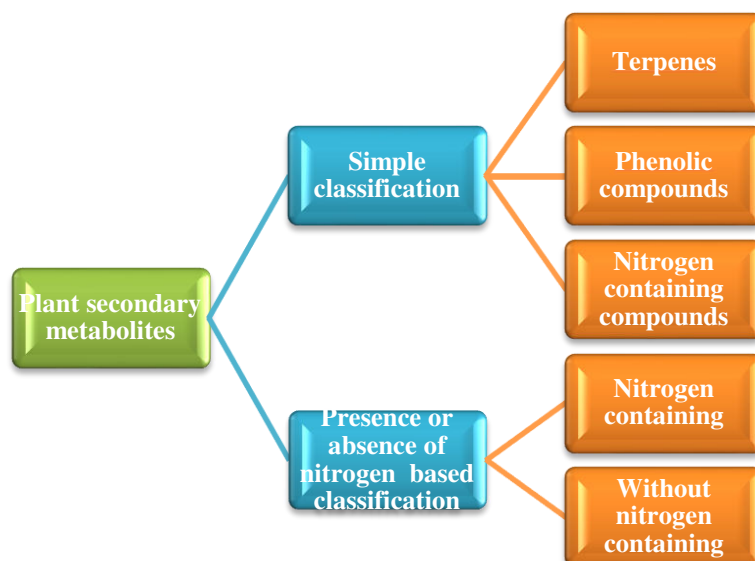 Terpenes
Simple
classification
Phenolic
compounds
Nitrogen
containing
compounds
Plant secondary
metabolites
Nitrogen
containing
Presence or
absence of
nitrogen based
classification
Without
nitrogen
containing